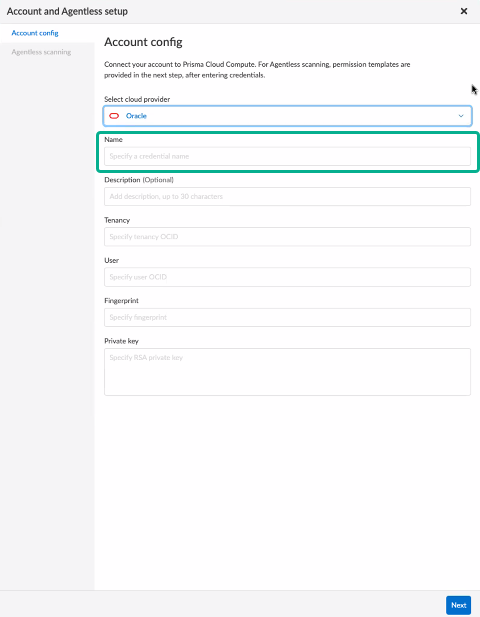 Account and Agentless setup
Account config
Agentless scanning
Account config
Connect your account to Prisma Cloud Compute. For Agentless scanning, permission templates are
provided in the next step, after entering credentials.
Select cloud provider
Oracle
Name
Specify a credential name
Description (Optional)
Add description, up to 30 characters
Tenancy
Specify tenancy OCID
User
Specify user OCID
Fingerprint
Specify fingerprint
Private key
Specify RSA private key
Next